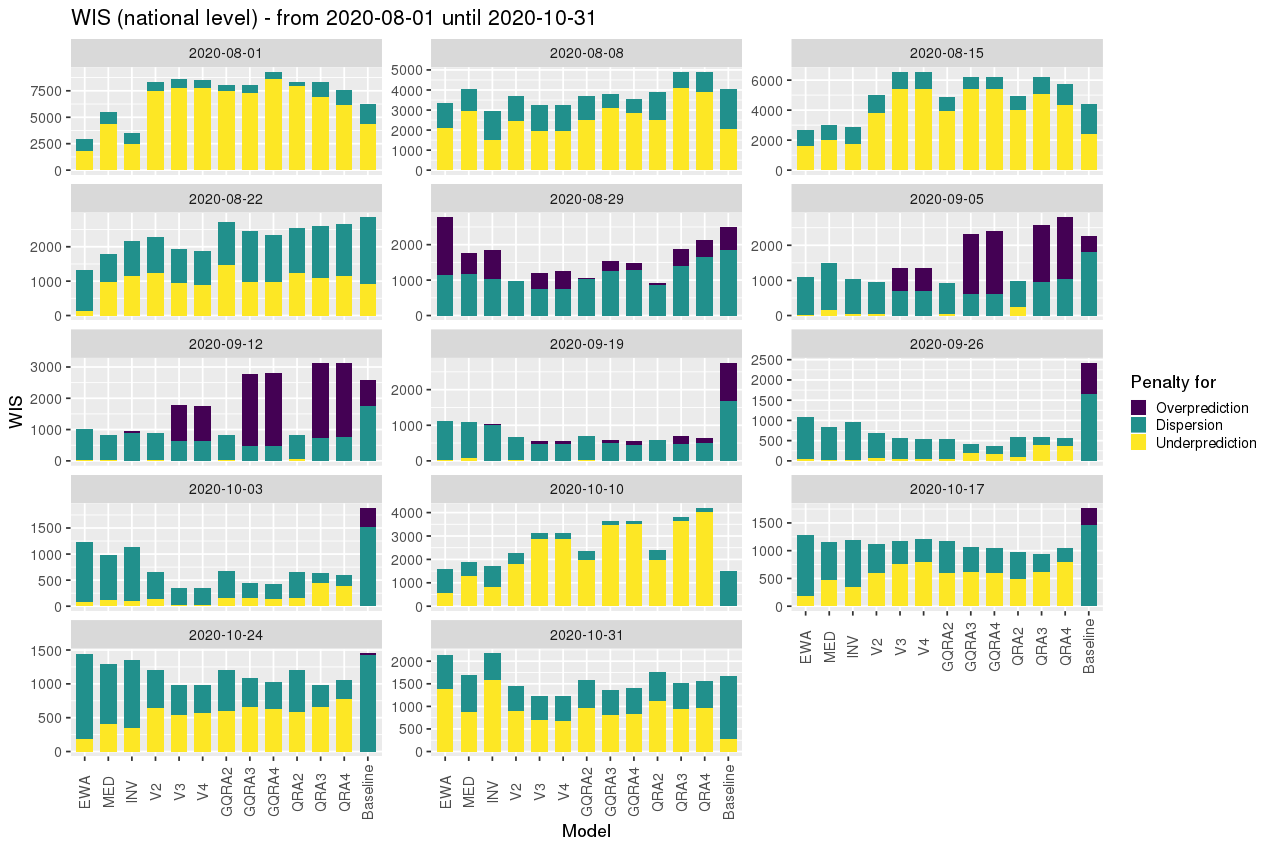 WIS (national level) - from 2020-08-01 until 2020-10-31
2020-08-01
2020-08-08
2020-08-15
7500
5000
2500
0
5000
4000
3000
2000
1000
0
6000
4000
2000
0
2020-08-22
2020-08-29
2020-09-05
2000
1000
0
2000
1000
0
2000
1000
0
2020-09-12
2020-09-19
2020-09-26
3000
2000
1000
0
2000
1000
0
2500
2000
1500
1000
500
0
WIS
Penalty for
Overprediction
Dispersion
Underprediction
2020-10-03
2020-10-10
2020-10-17
1500
1000
500
0
4000
3000
2000
1000
0
1500
1000
500
0
EWA
MED
INV
V2
V3
V4
GQRA2
GQRA3
GQRA4
QRA2
QRA3
QRA4
Baseline
2020-10-24
2020-10-31
1500
1000
500
0
2000
1500
1000
500
0
EWA
MED
INV
V2
V3
V4
GQRA2
GQRA3
GQRA4
QRA2
QRA3
QRA4
Baseline
EWA
MED
INV
V2
V3
V4
GQRA2
GQRA3
GQRA4
QRA2
QRA3
QRA4
Baseline
Model